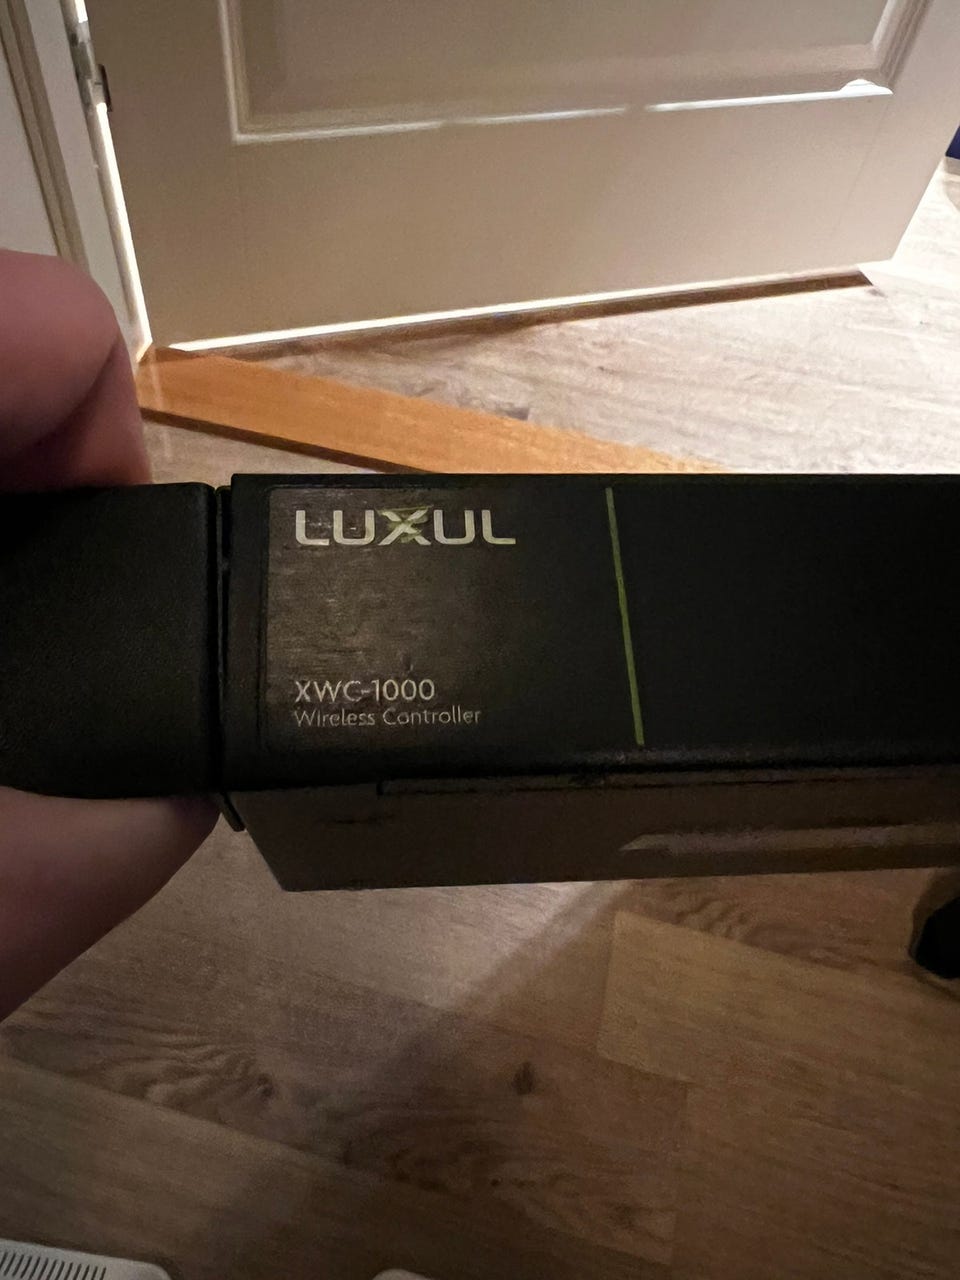 LUXUL
XWC-1000
Wireless Controller